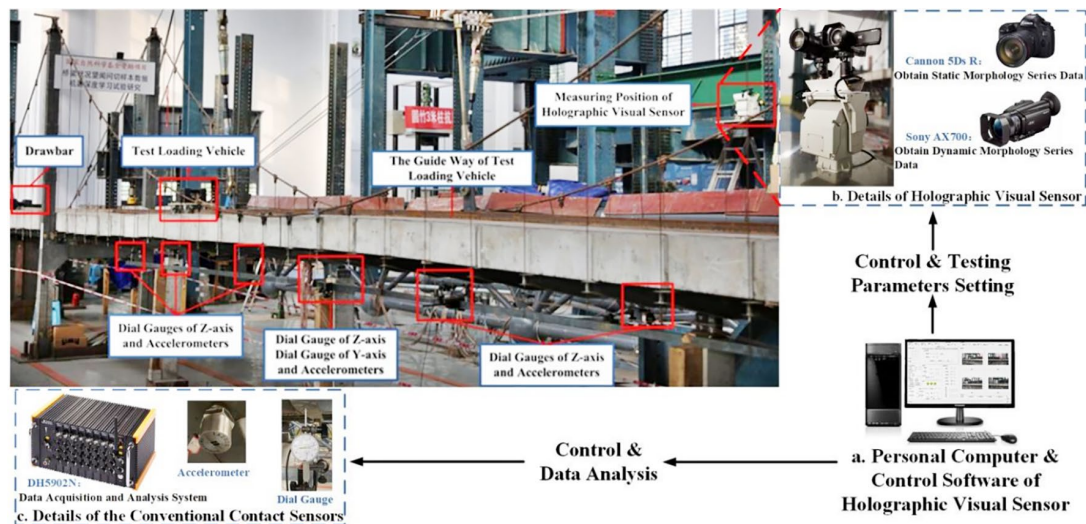 Measuring Position of
Holographic Visual Sensor
Drawbar
Test Loading Vehicle
The Guide Way of Test
Loading Vehicle
Dial Gauges of Z-axis
and Accelerometers
Dial Gauge of Z-axis
Dial Gauge of Y-axis
and Accelerometers
Dial Gauges of Z-axis
and Accelerometers
Cannon 5Ds R：
Obtain Static Morphology Series Data
Sony AX700：
Obtain Dynamic Morphology Series
Data
b. Details of Holographic Visual Sensor
Control & Testing
Parameters Setting
a. Personal Computer &
Control Software of
Holographic Visual Sensor
Control &
Data Analysis
Accelerometer
DH5902N：
Data Acquisition and Analysis System
Dial Gauge
c. Details of the Conventional Contact Sensors